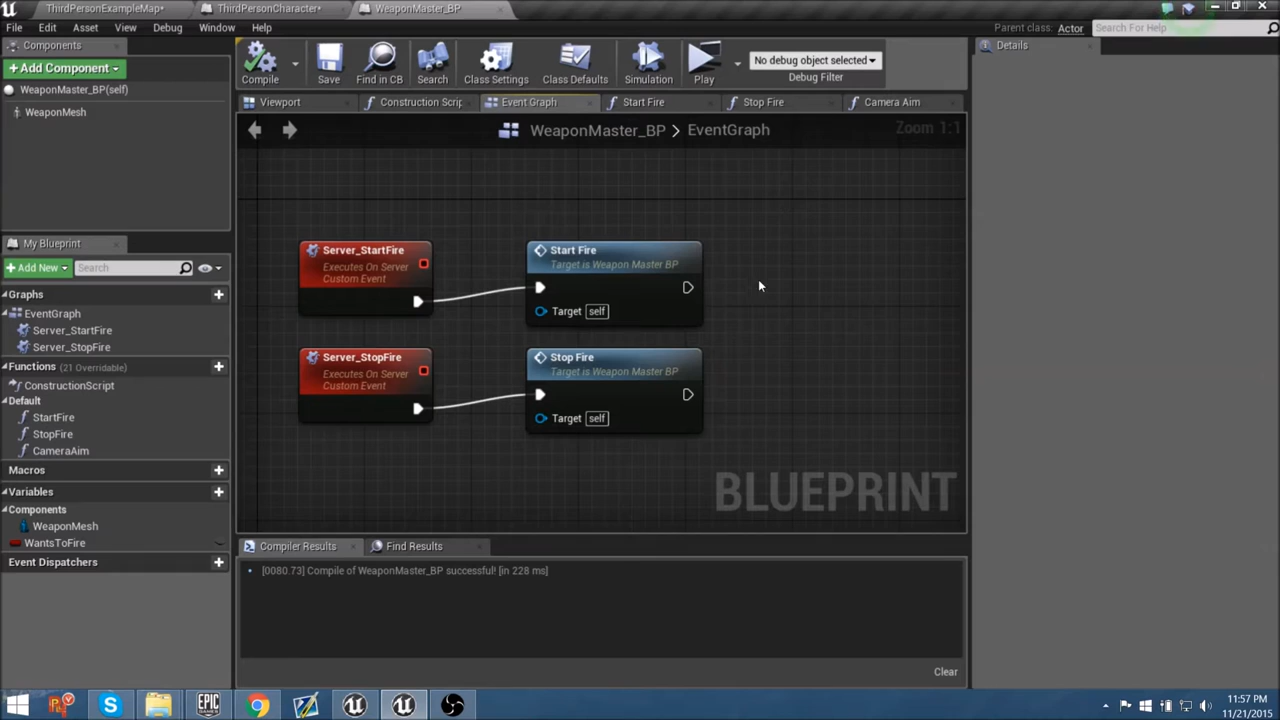 ThirdPersonExampleMap*
ThirdPersonCharacter*
WeaponMaster_BP
File Edit Asset View Debug Window Help
Parent class: Actor
Search For Help
Components
+ Add Component
WeaponMaster_BP(self)
WeaponMesh
Compile
Save
Find in CB
Search
Class Settings
Class Defaults
Simulation
Play
No debug object selected
Debug Filter
Details
Viewport
Construction Scrip
Event Graph
Start Fire
Stop Fire
Camera Aim
WeaponMaster_BP > EventGraph
Zoom 1:1
Server_StartFire
Executes On Server
Custom Event
Start Fire
Target is Weapon Master BP
Target self
Server_StopFire
Executes On Server
Custom Event
Stop Fire
Target is Weapon Master BP
Target self
BLUEPRINT
My Blueprint
+ Add New
Search
Graphs
EventGraph
Server_StartFire
Server_StopFire
Functions (21 Overridable)
ConstructionScript
Default
StartFire
StopFire
CameraAim
Macros
Variables
Components
WeaponMesh
WantsToFire
Event Dispatchers
Compiler Results
Find Results
[0080.73] Compile of WeaponMaster_BP successful! [in 228 ms]
Clear
EPIC
GAMES
11:57 PM
11/21/2015